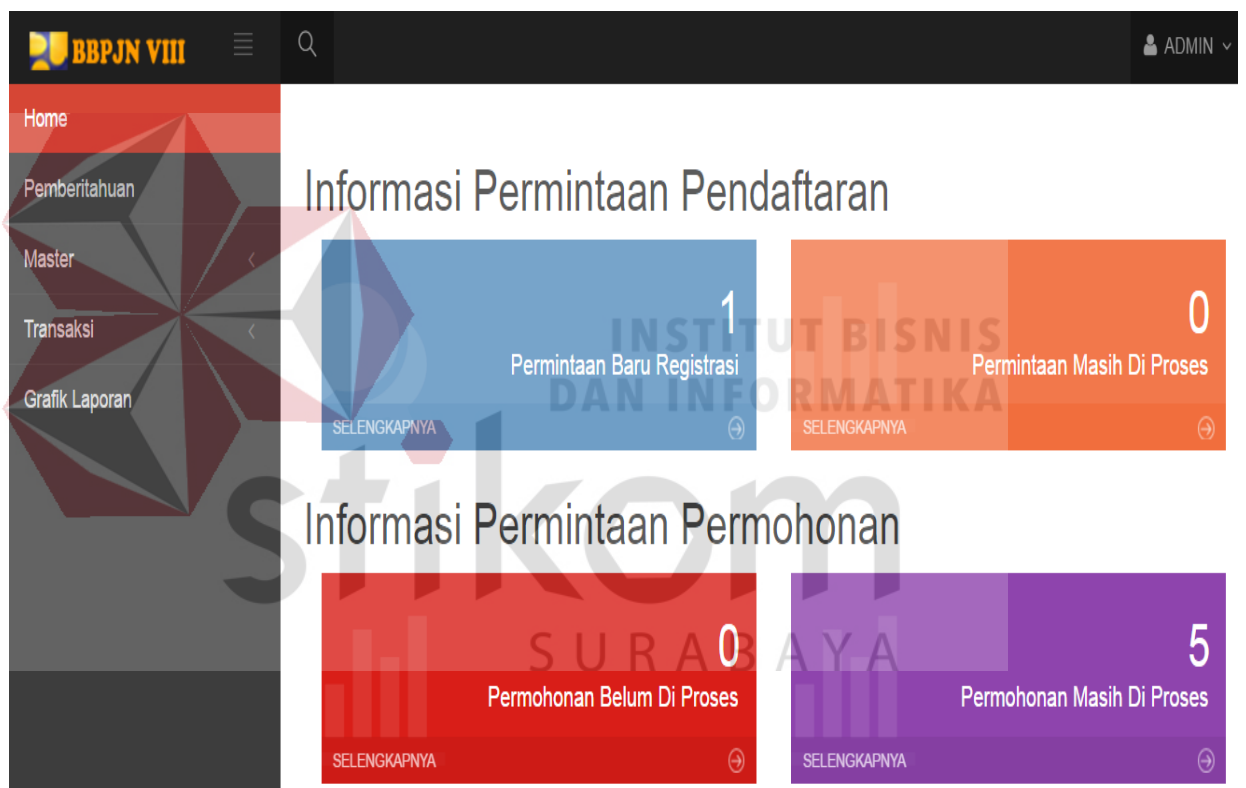 BBPJN VIII
ADMIN
Home
Pemberitahuan
Master
Transaksi
Grafik Laporan
Informasi Permintaan Pendaftaran
1
Permintaan Baru Registrasi
SELENGKAPNYA
0
Permintaan Masih Di Proses
SELENGKAPNYA
INSTITUT BISNIS
DAN INFORMATIKA
stikom
SURABAYA
Informasi Permintaan Permohonan
0
Permohonan Belum Di Proses
SELENGKAPNYA
5
Permohonan Masih Di Proses
SELENGKAPNYA